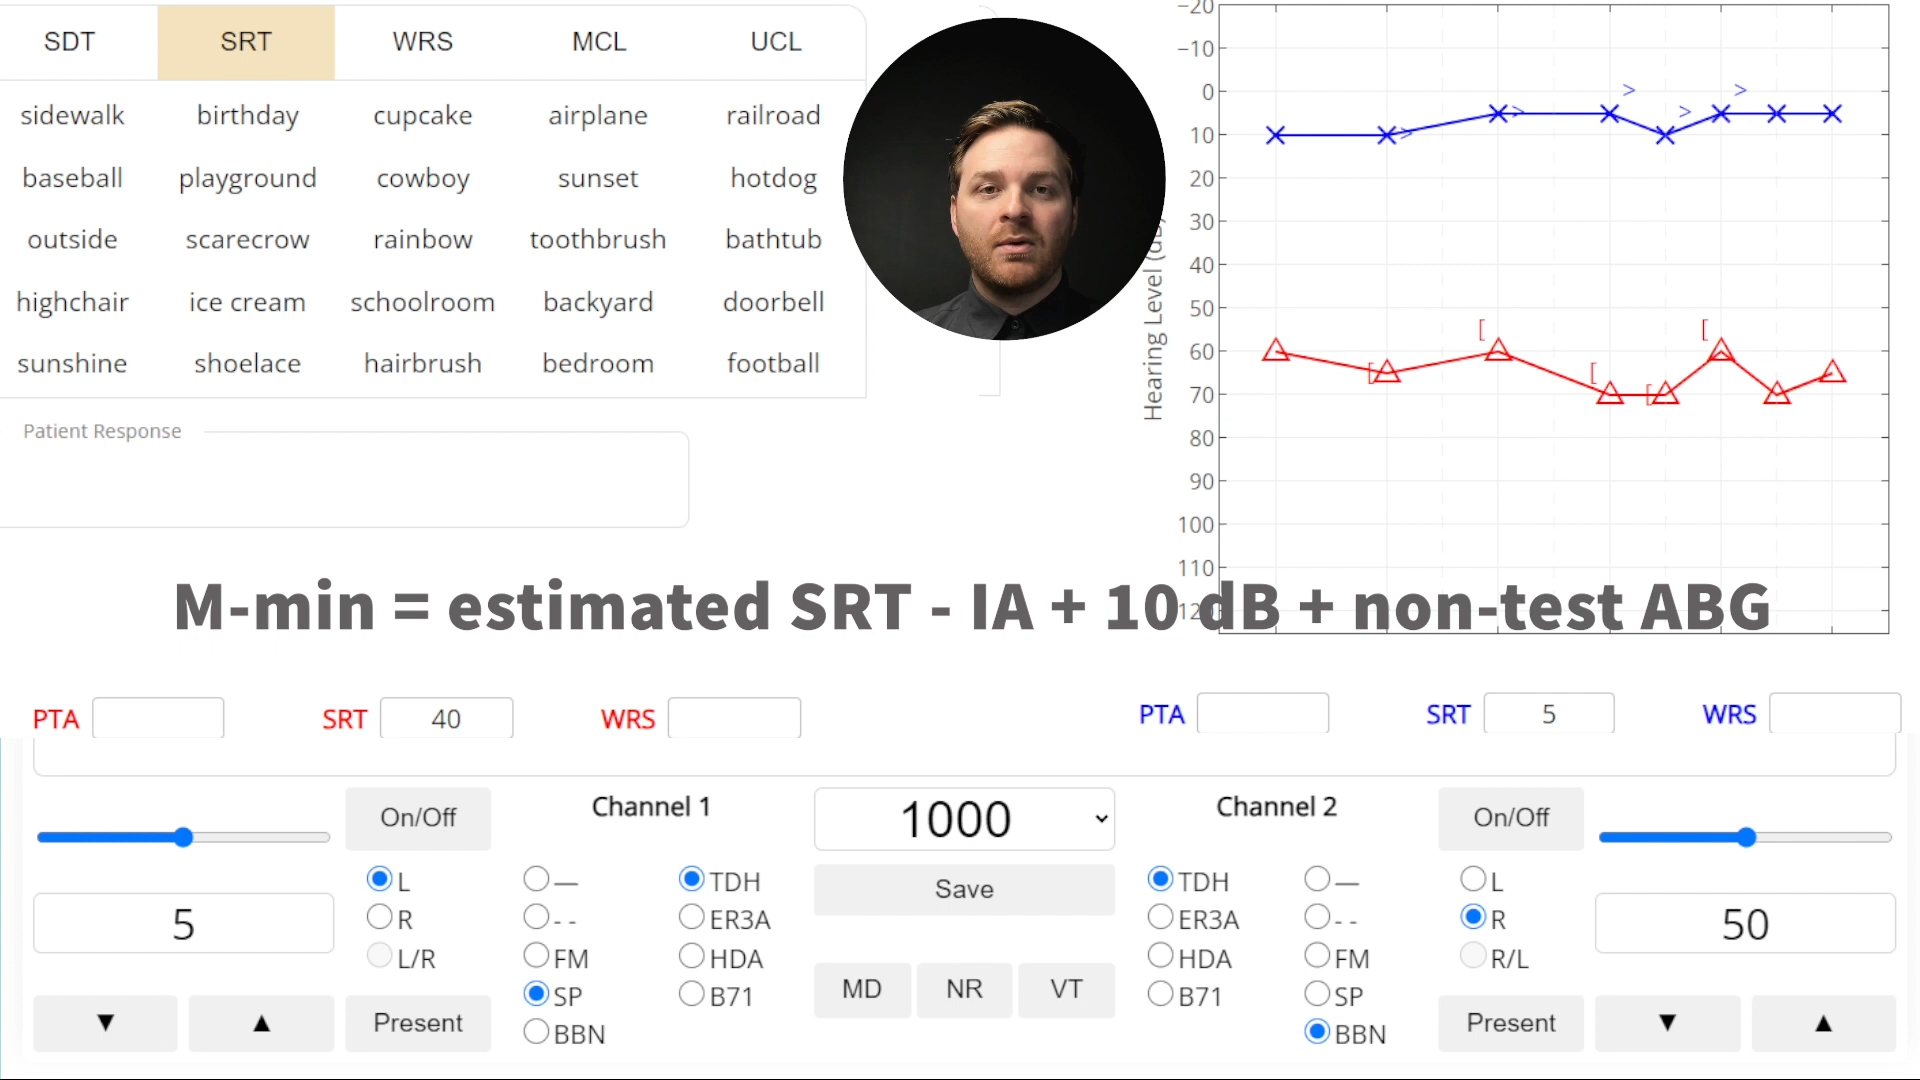 SDT SRT WRS MCL UCL
sidewalk birthday cupcake airplane railroad
baseball playground cowboy sunset hotdog
outside scarecrow rainbow toothbrush bathtub
highchair ice cream schoolroom backyard doorbell
sunshine shoelace hairbrush bedroom football
Patient Response
Hearing Level (dB)
−20
−10
0
10
20
30
40
50
60
70
80
90
100
110
120
M-min = estimated SRT - IA + 10 dB + non-test ABG
PTA SRT 40 WRS PTA SRT 5 WRS
On/Off Channel 1 1000 Channel 2 On/Off
L — TDH Save TDH — L
5 R - - ER3A ER3A - - R 50
L/R FM HDA HDA FM R/L
SP B71 MD NR VT B71 SP
▼ ▲ Present BBN BBN Present ▼ ▲